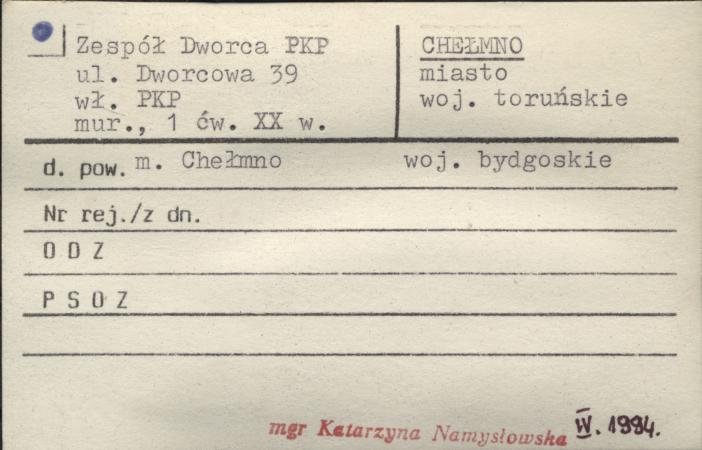 Zespół Dworca PKP
ul. Dworcowa 39
wł. PKP
mur., 1 ćw. XX w.
CHEŁMNO
miasto
woj. toruńskie
d. pow. m. Chełmno woj. bydgoskie
Nr rej./z dn.
O D Z
P S O Z
mgr Katarzyna Namysłowska IV. 1994.